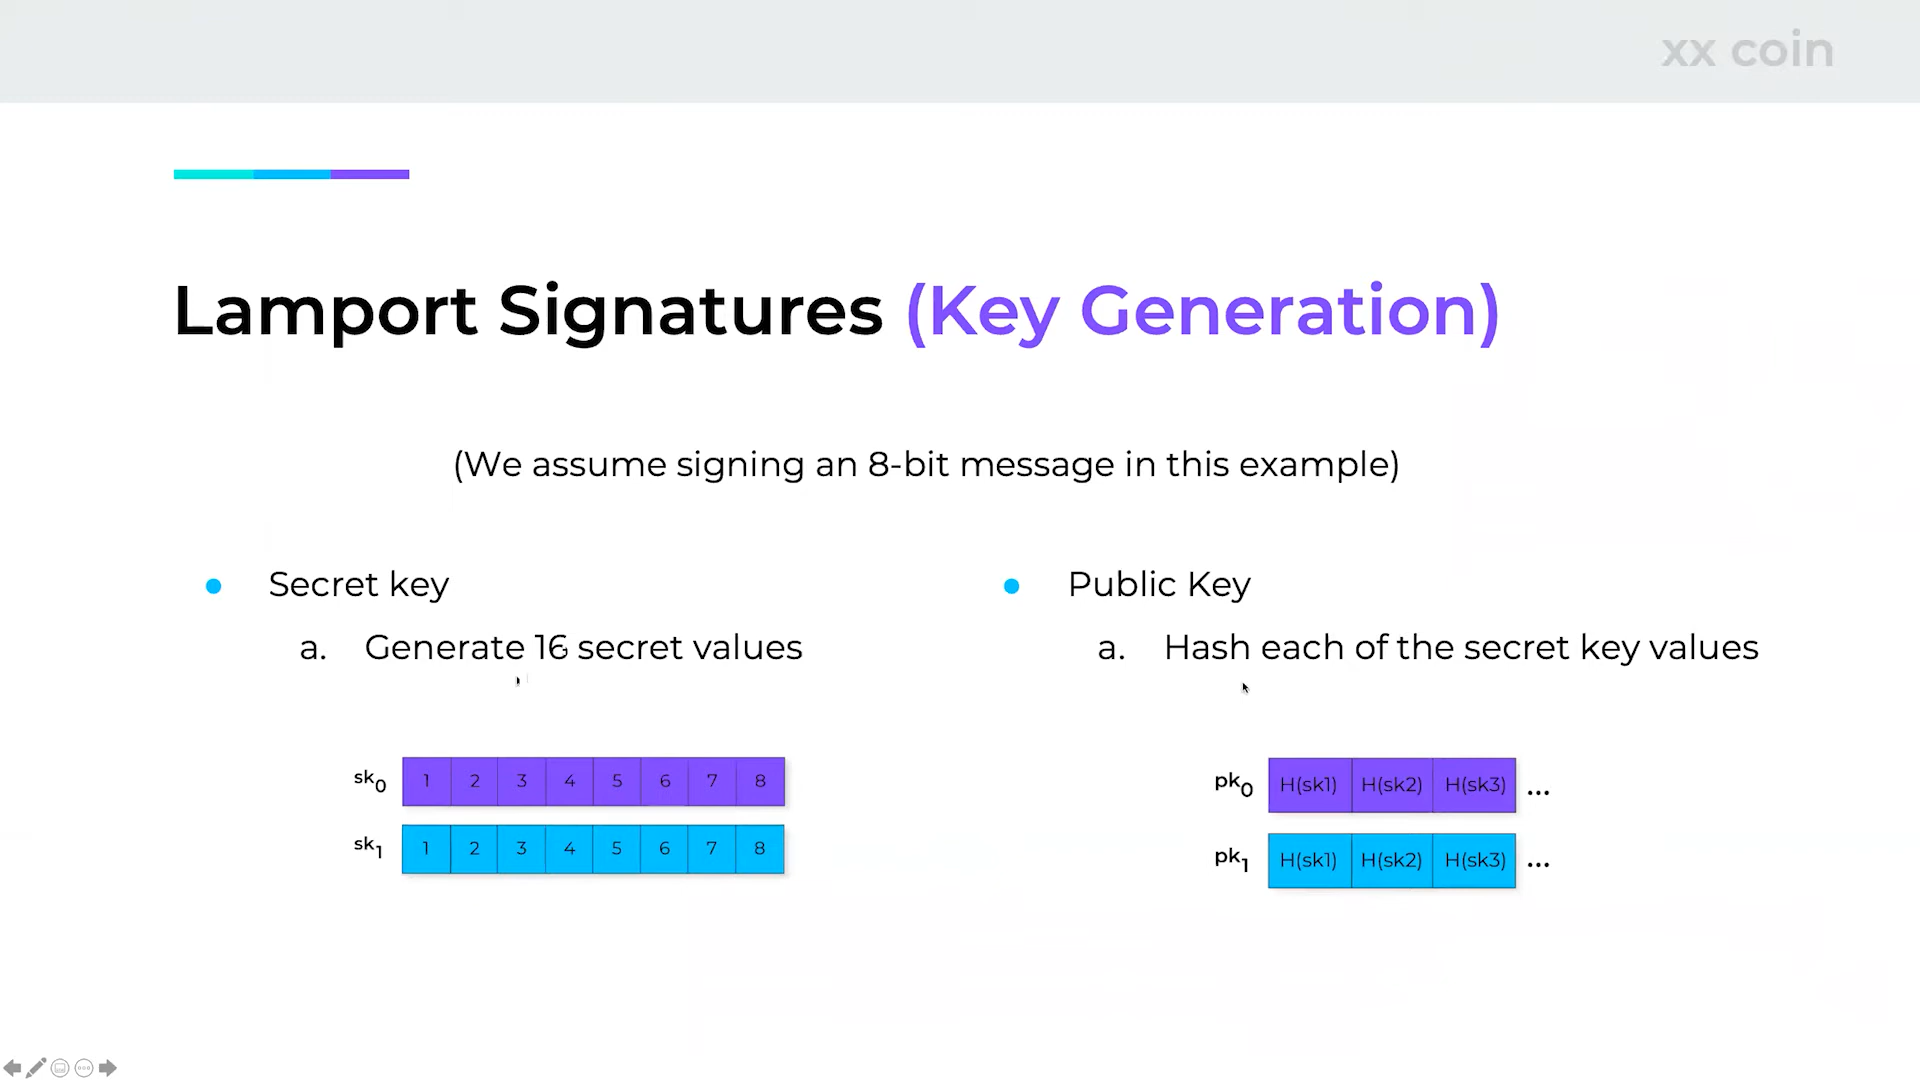 xx coin
Lamport Signatures (Key Generation)
(We assume signing an 8-bit message in this example)
● Secret key
a. Generate 16 secret values
sk0 1 2 3 4 5 6 7 8
sk1 1 2 3 4 5 6 7 8
● Public Key
a. Hash each of the secret key values
pk0 H(sk1) H(sk2) H(sk3) ...
pk1 H(sk1) H(sk2) H(sk3) ...